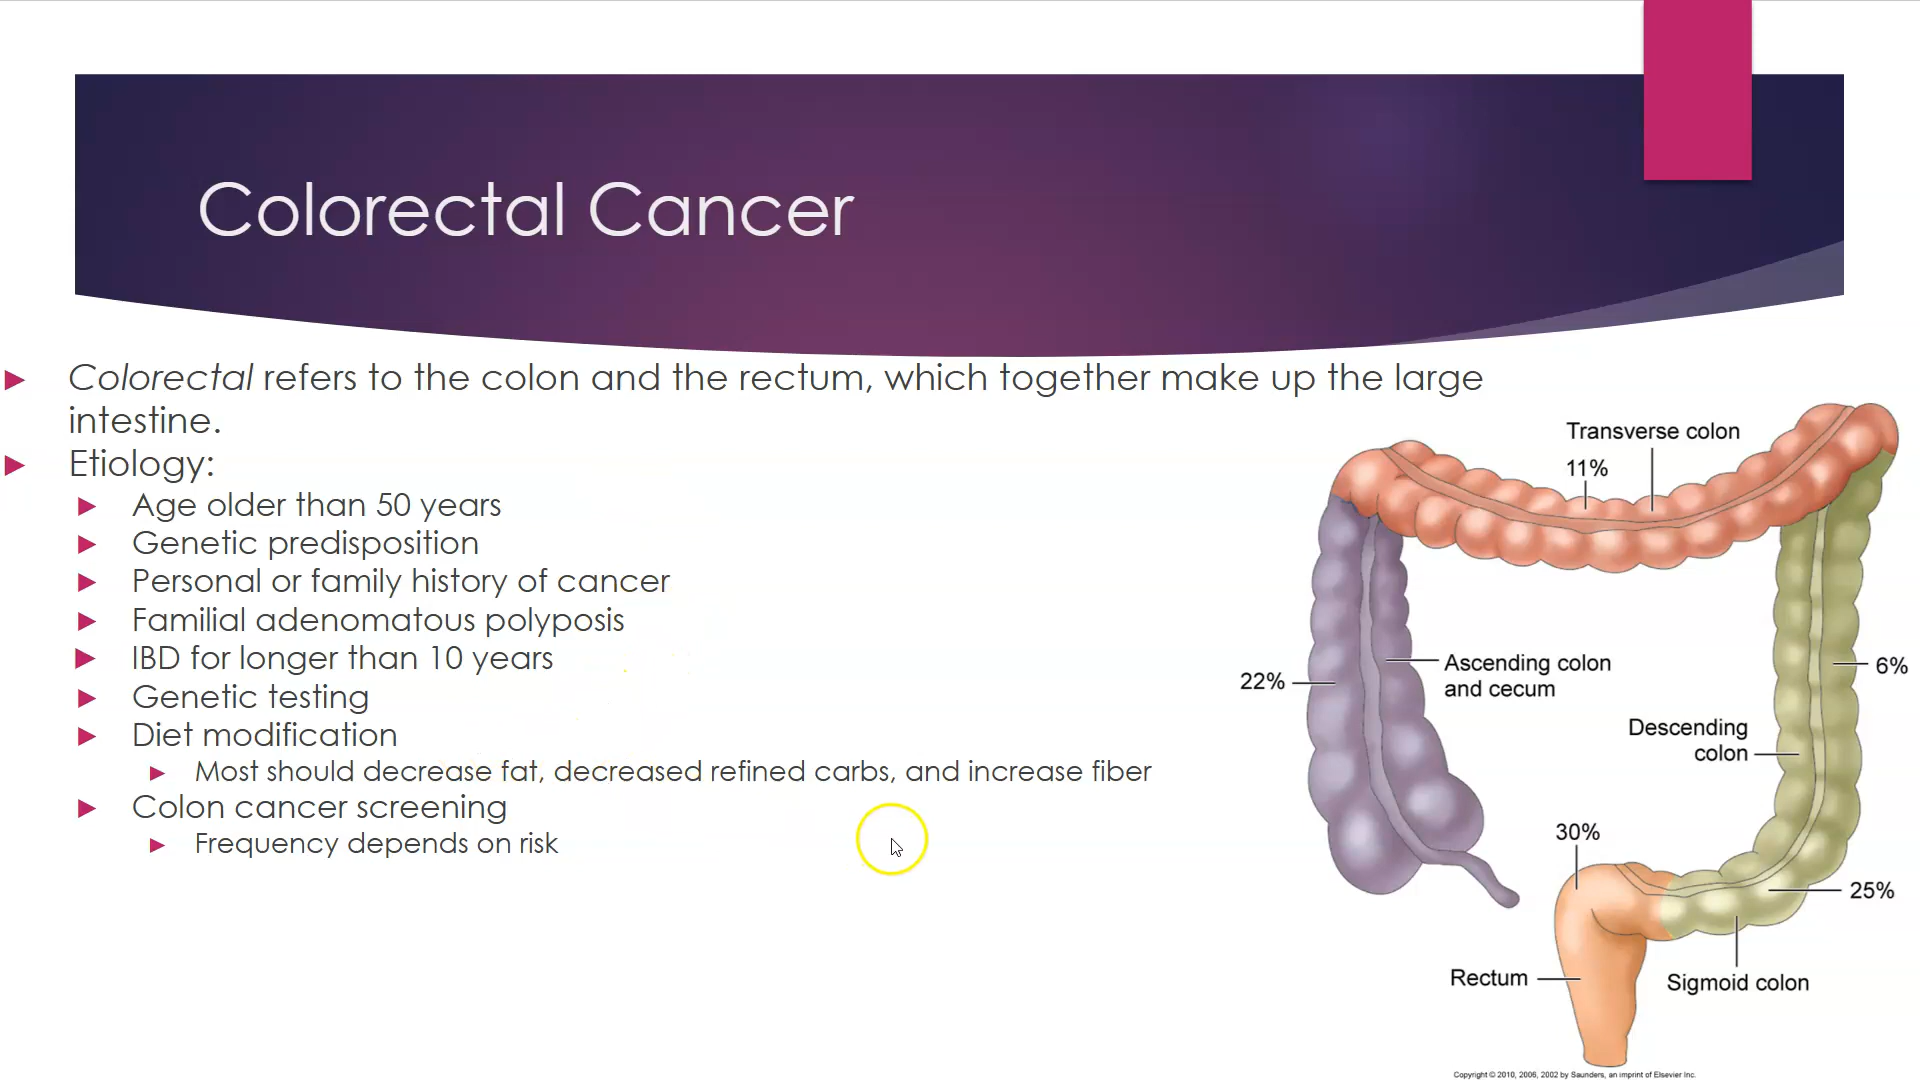 Colorectal Cancer
Colorectal refers to the colon and the rectum, which together make up the large
intestine.
Etiology:
Age older than 50 years
Genetic predisposition
Personal or family history of cancer
Familial adenomatous polyposis
IBD for longer than 10 years
Genetic testing
Diet modification
Most should decrease fat, decreased refined carbs, and increase fiber
Colon cancer screening
Frequency depends on risk
Transverse colon
11%
22%
Ascending colon
and cecum
6%
Descending
colon
30%
25%
Rectum
Sigmoid colon
Copyright © 2010, 2006, 2002 by Saunders, an imprint of Elsevier Inc.